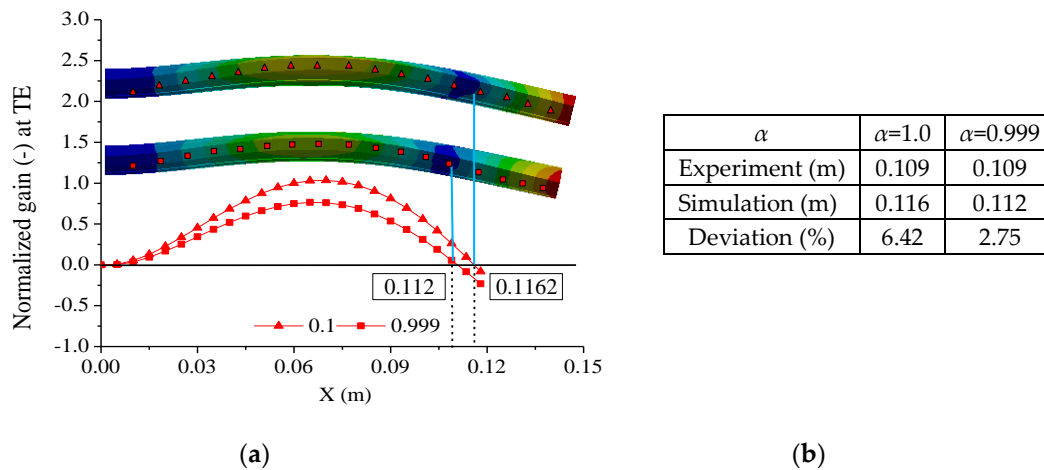 Normalized gain (-) at TE
3.0
2.5
2.0
1.5
1.0
0.5
0.0
-0.5
-1.0
0.112
0.1162
0.1 0.999
0.00 0.03 0.06 0.09 0.12 0.15
X (m)
(a)
α α=1.0 α=0.999
Experiment (m) 0.109 0.109
Simulation (m) 0.116 0.112
Deviation (%) 6.42 2.75
(b)